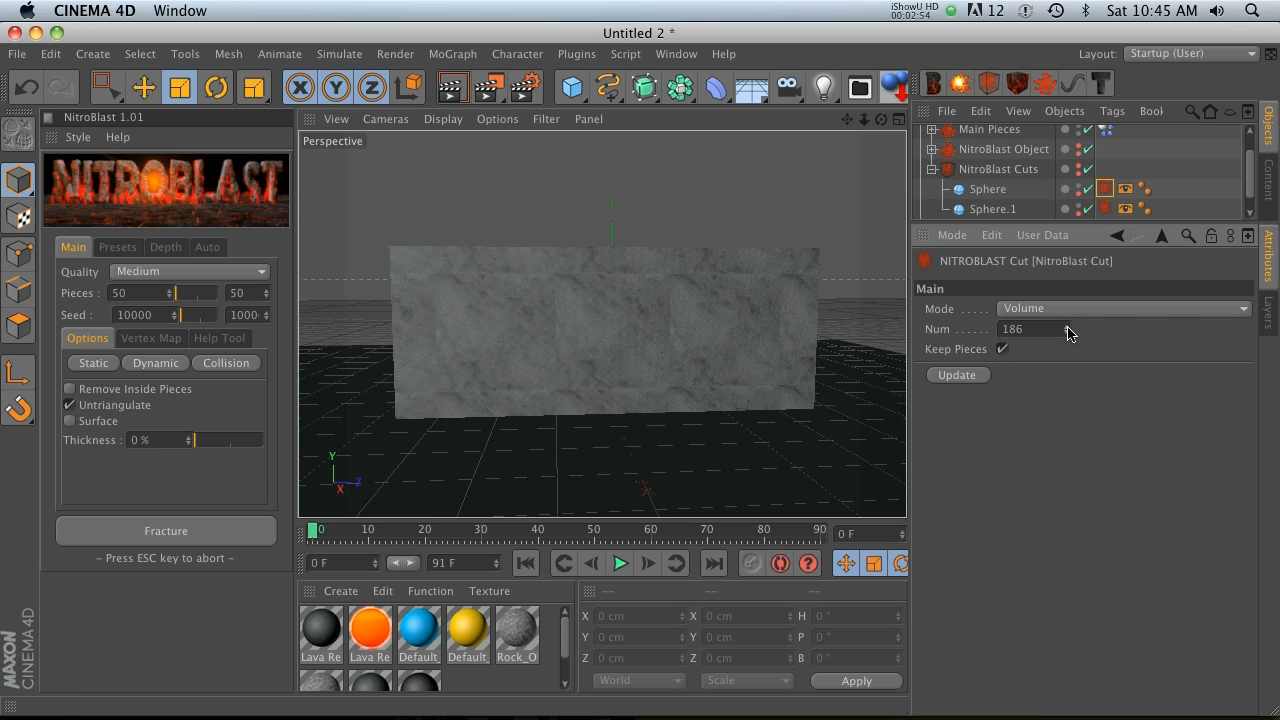 CINEMA 4D Window
iShowU HD
00:02:54
12
Sat 10:45 AM
Untitled 2 *
File Edit Create Select Tools Mesh Animate Simulate Render MoGraph Character Plugins Script Window Help
Layout: Startup (User)
X Y Z
NitroBlast 1.01
Style Help
NITROBLAST
Main Presets Depth Auto
Quality Medium
Pieces : 50 50
Seed : 10000 1000
Options Vertex Map Help Tool
Static Dynamic Collision
Remove Inside Pieces
Untriangulate
Surface
Thickness : 0 %
Fracture
– Press ESC key to abort –
View Cameras Display Options Filter Panel
Perspective
Y
Z
X
0 10 20 30 40 50 60 70 80 90
0 F
0 F 91 F
Create Edit Function Texture
Lava Re Lava Re Default_ Default_ Rock_O
-- -- --
X 0 cm X 0 cm H 0 °
Y 0 cm Y 0 cm P 0 °
Z 0 cm Z 0 cm B 0 °
World Scale Apply
File Edit View Objects Tags Bool
Main Pieces
NitroBlast Object
NitroBlast Cuts
Sphere
Sphere.1
Mode Edit User Data
NITROBLAST Cut [NitroBlast Cut]
Main
Mode . . . . . Volume
Num . . . . . . 186
Keep Pieces
Update
Objects
Content
Attributes
Layers
MAXON
CINEMA 4D